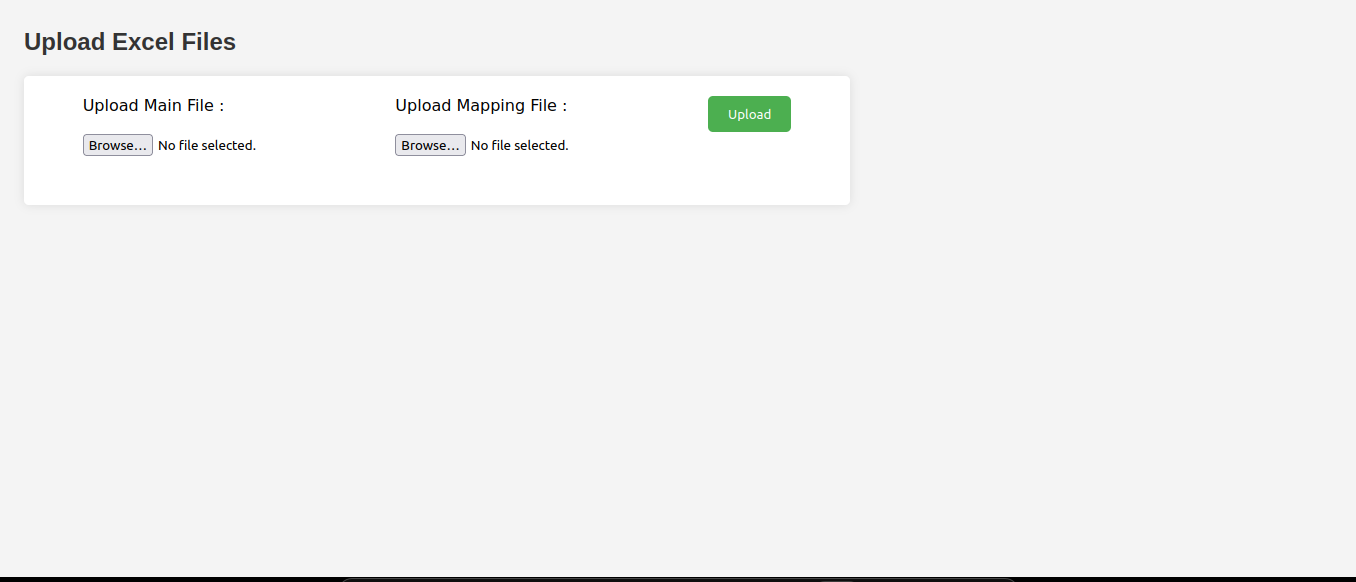 Upload Excel Files
Upload Main File :
Upload Mapping File :
Upload
Browse... No file selected.
Browse... No file selected.